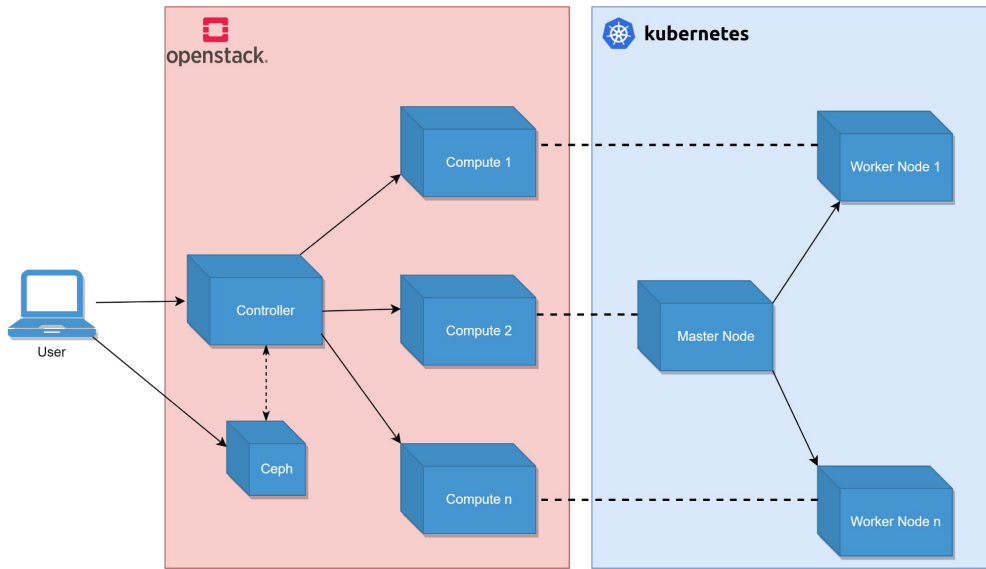 openstack.
kubernetes
Compute 1
Worker Node 1
Controller
Compute 2
Master Node
User
Ceph
Compute n
Worker Node n